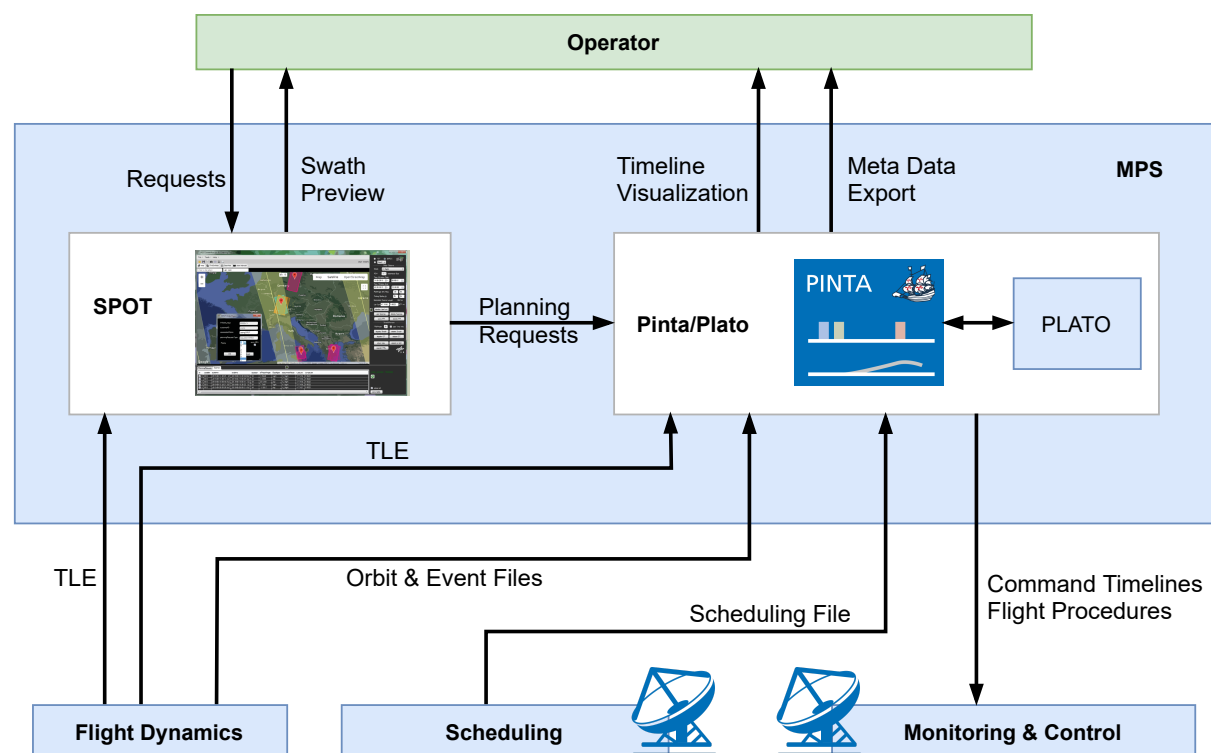 Operator
Requests
Swath
Preview
Timeline
Visualization
Meta Data
Export
MPS
SPOT
Planning
Requests
Pinta/Plato
PINTA
PLATO
TLE
TLE
Orbit & Event Files
Scheduling File
Command Timelines
Flight Procedures
Flight Dynamics
Scheduling
Monitoring & Control